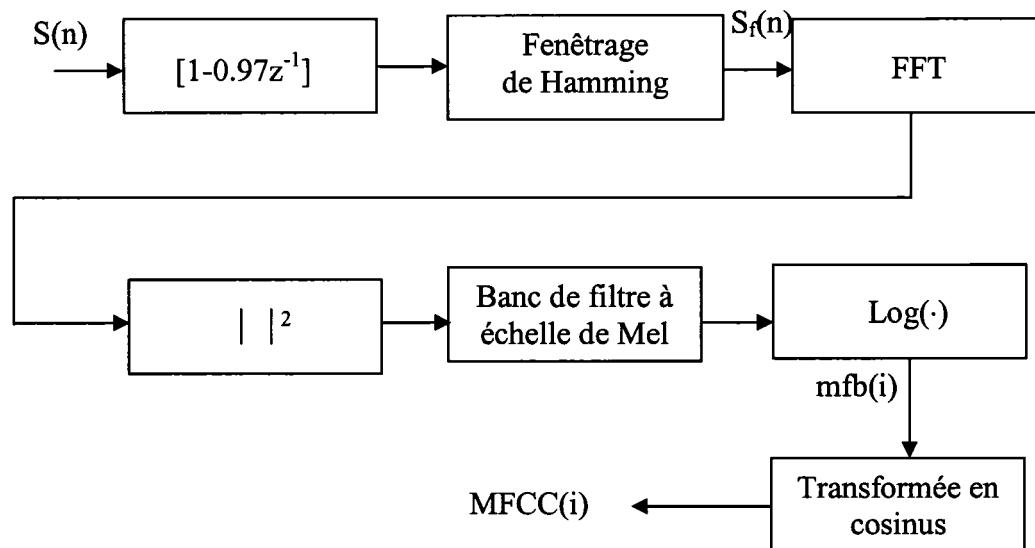 S(n)
[1-0.97z⁻¹]
Fenêtrage
de Hamming
S_f(n)
FFT
| |²
Banc de filtre à
échelle de Mel
Log(·)
mfb(i)
Transformée en
cosinus
MFCC(i)